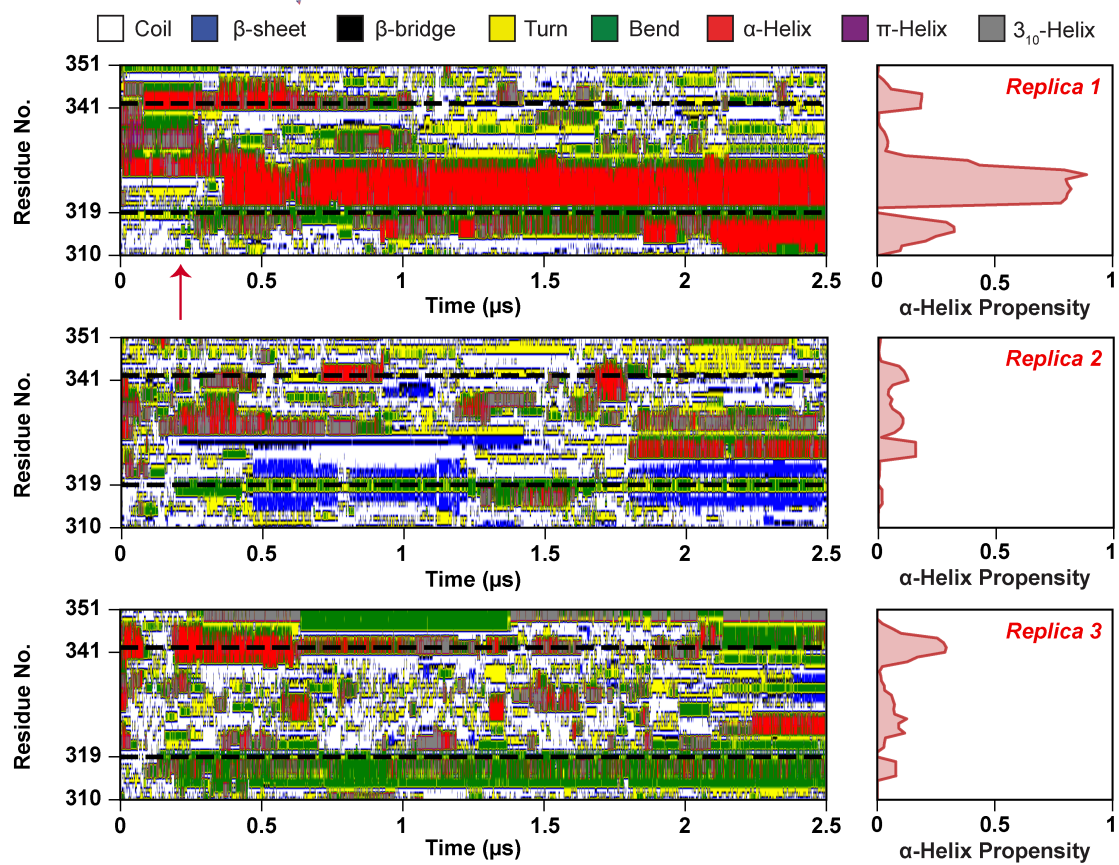 Coil β-sheet β-bridge Turn Bend α-Helix π-Helix 3₁₀-Helix
351
341
319
310
Residue No.
0 0.5 1 1.5 2 2.5
Time (µs)
Replica 1
0 0.5 1
α-Helix Propensity
351
341
319
310
Residue No.
0 0.5 1 1.5 2 2.5
Time (µs)
Replica 2
0 0.5 1
α-Helix Propensity
351
341
319
310
Residue No.
0 0.5 1 1.5 2 2.5
Time (µs)
Replica 3
0 0.5 1
α-Helix Propensity